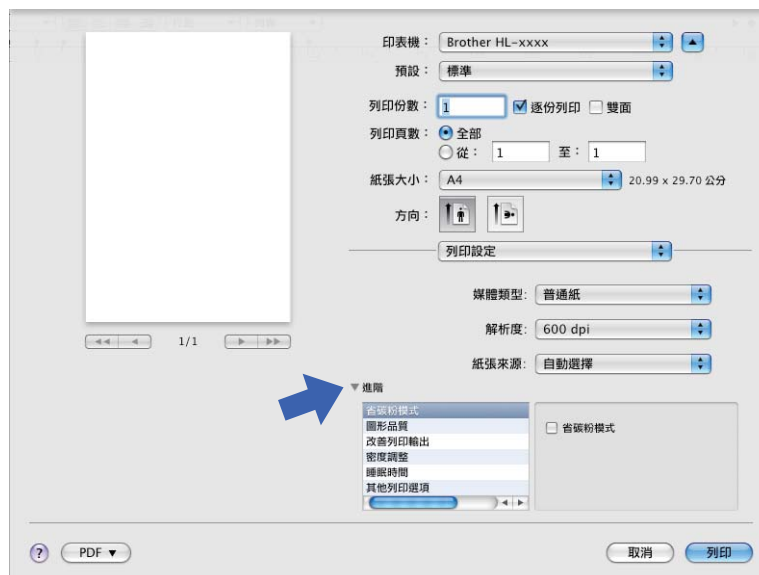 印表機： Brother HL-xxxx
預設： 標準
列印份數： 1 逐份列印 雙面
列印頁數： 全部
從： 1 至： 1
紙張大小： A4 20.99 x 29.70 公分
方向：
列印設定
媒體類型: 普通紙
解析度: 600 dpi
紙張來源: 自動選擇
1/1
進階
省碳粉模式
圖形品質
改善列印輸出
密度調整
睡眠時間
其他列印選項
省碳粉模式
? PDF ▼ 取消 列印